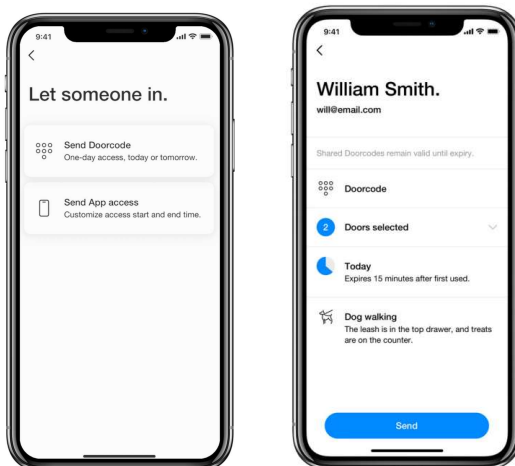 9:41
Let someone in.
Send Doorcode
One-day access, today or tomorrow.
Send App access
Customize access start and end time.
9:41
William Smith.
will@email.com
Shared Doorcodes remain valid until expiry.
Doorcode
2 Doors selected
Today
Expires 15 minutes after first used.
Dog walking
The leash is in the top drawer, and treats
are on the counter.
Send